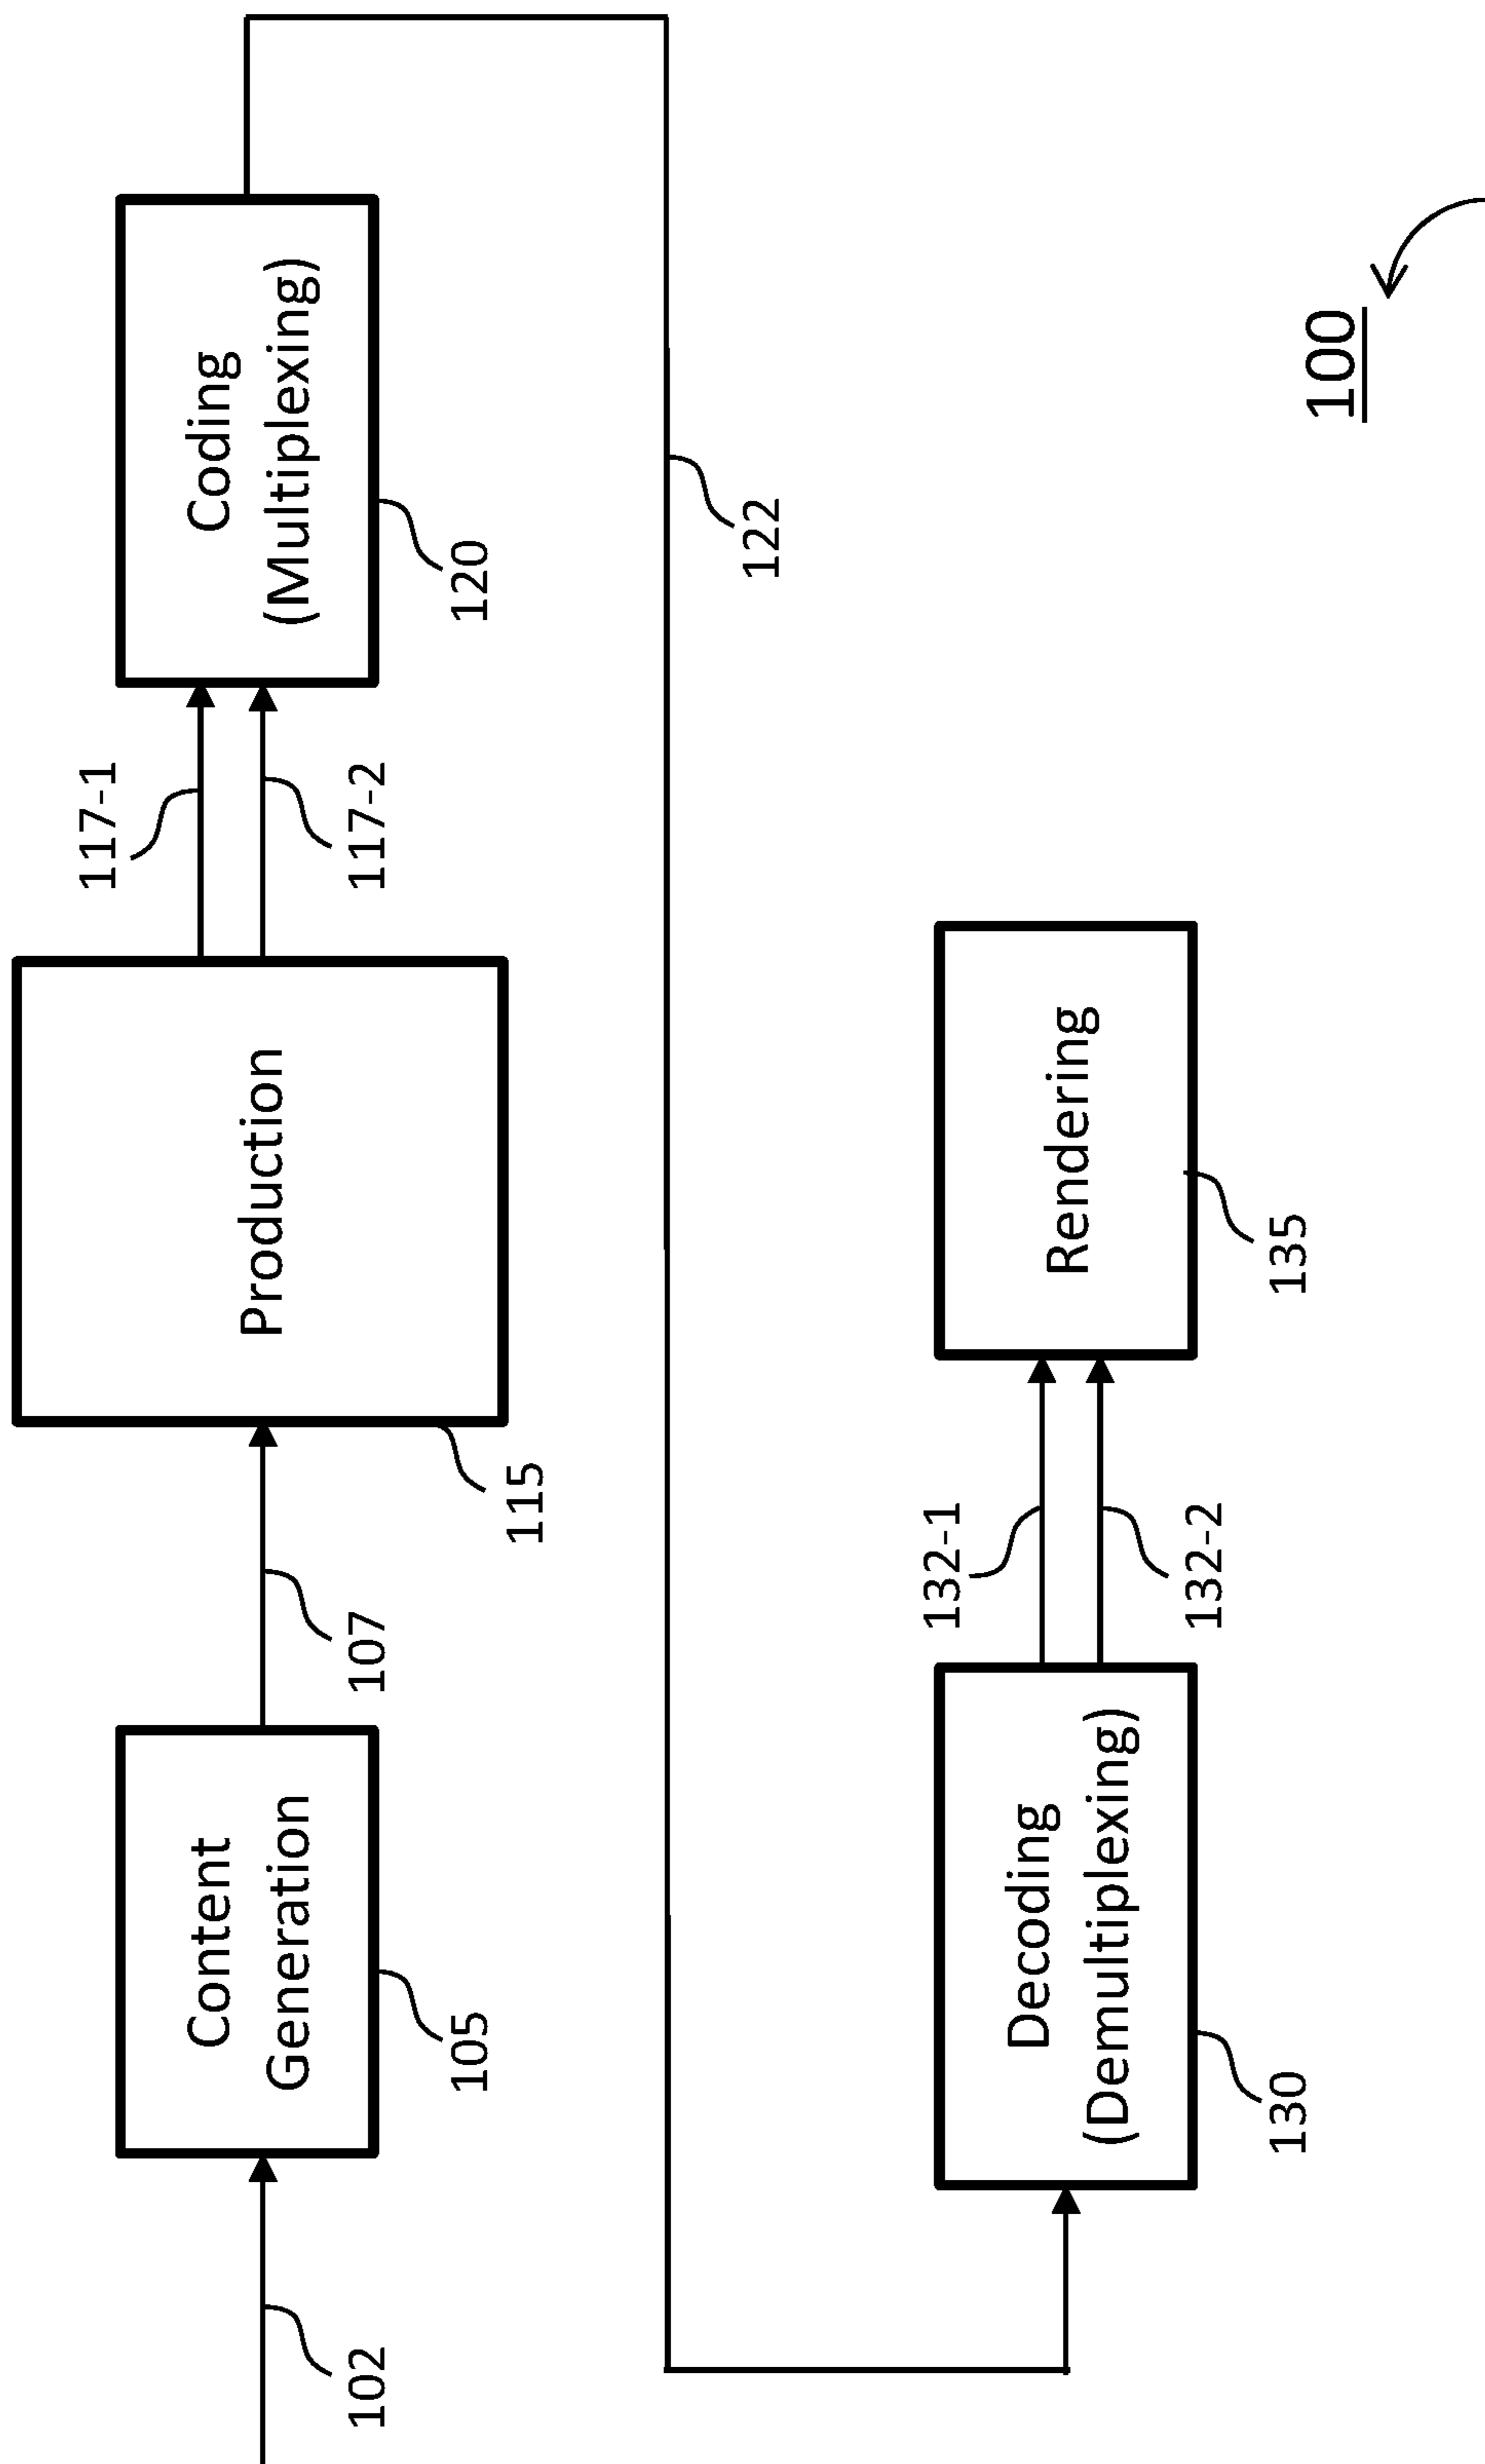 102
Content
Generation
105
107
Production
115
117-1
117-2
Coding
(Multiplexing)
120
122
Decoding
(Demultiplexing)
130
132-1
132-2
Rendering
135
100